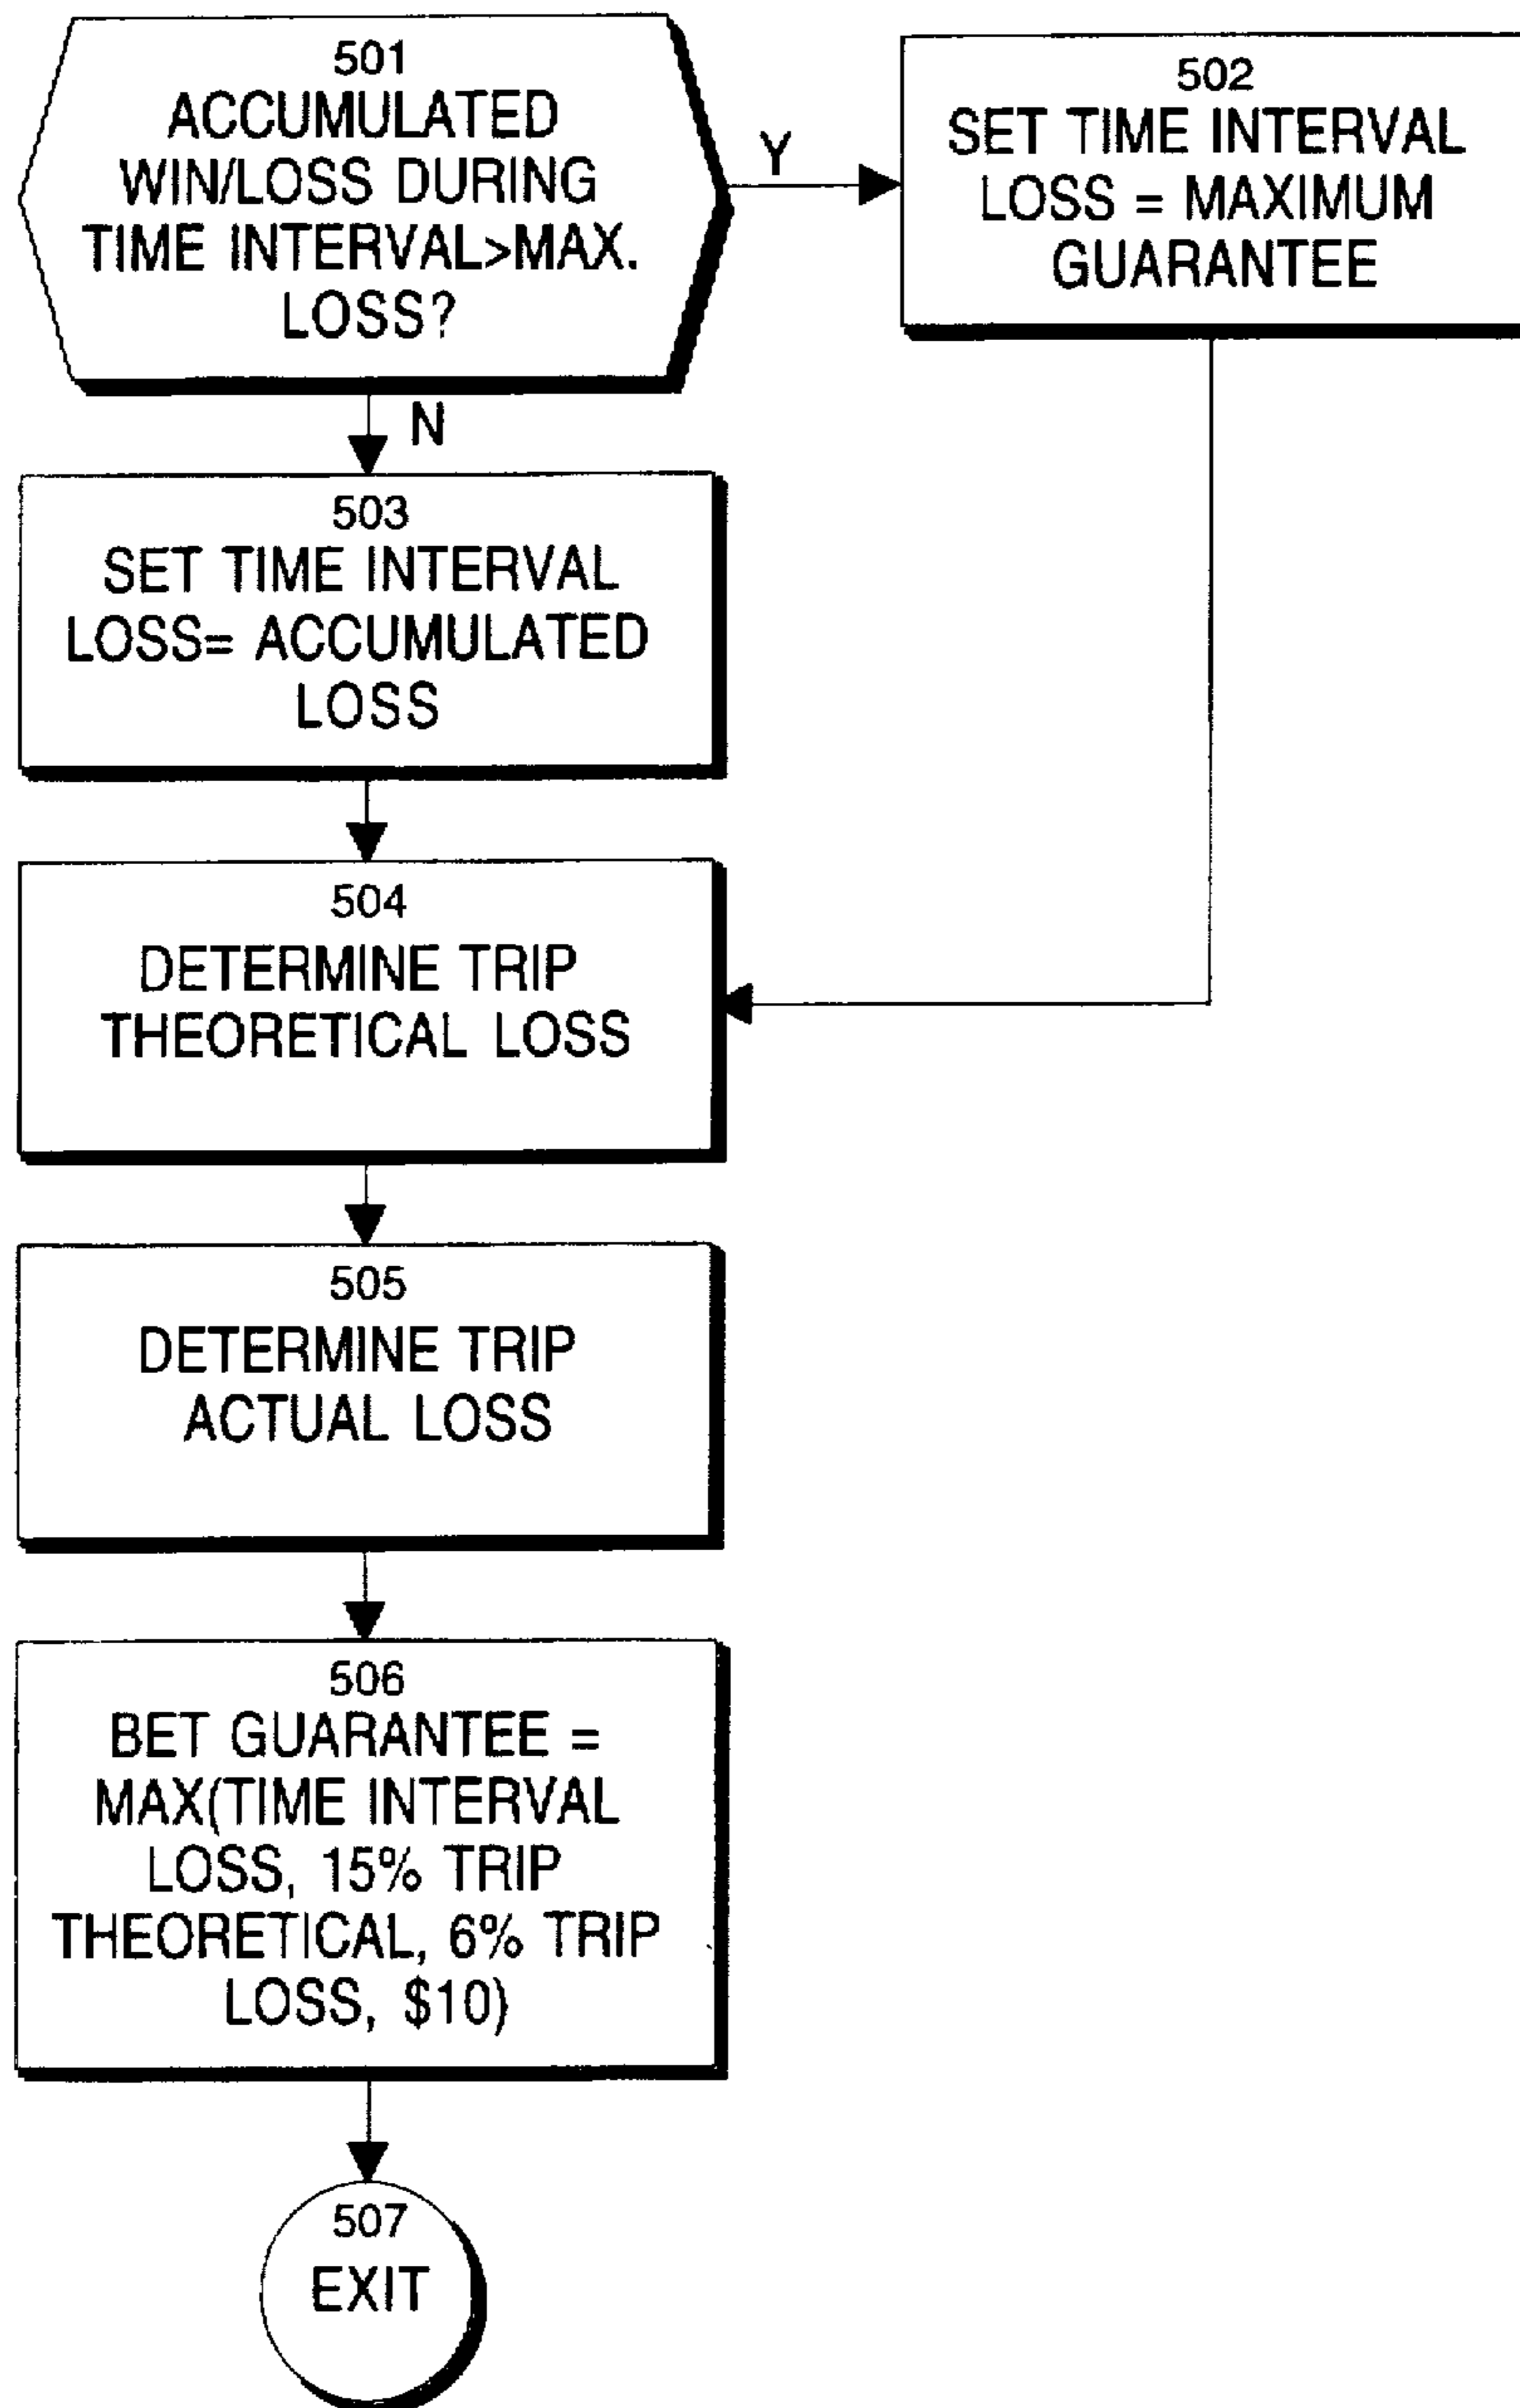 501
ACCUMULATED
WIN/LOSS DURING
TIME INTERVAL>MAX.
LOSS?
Y
502
SET TIME INTERVAL
LOSS = MAXIMUM
GUARANTEE
N
503
SET TIME INTERVAL
LOSS= ACCUMULATED
LOSS
504
DETERMINE TRIP
THEORETICAL LOSS
505
DETERMINE TRIP
ACTUAL LOSS
506
BET GUARANTEE =
MAX(TIME INTERVAL
LOSS, 15% TRIP
THEORETICAL, 6% TRIP
LOSS, $10)
507
EXIT